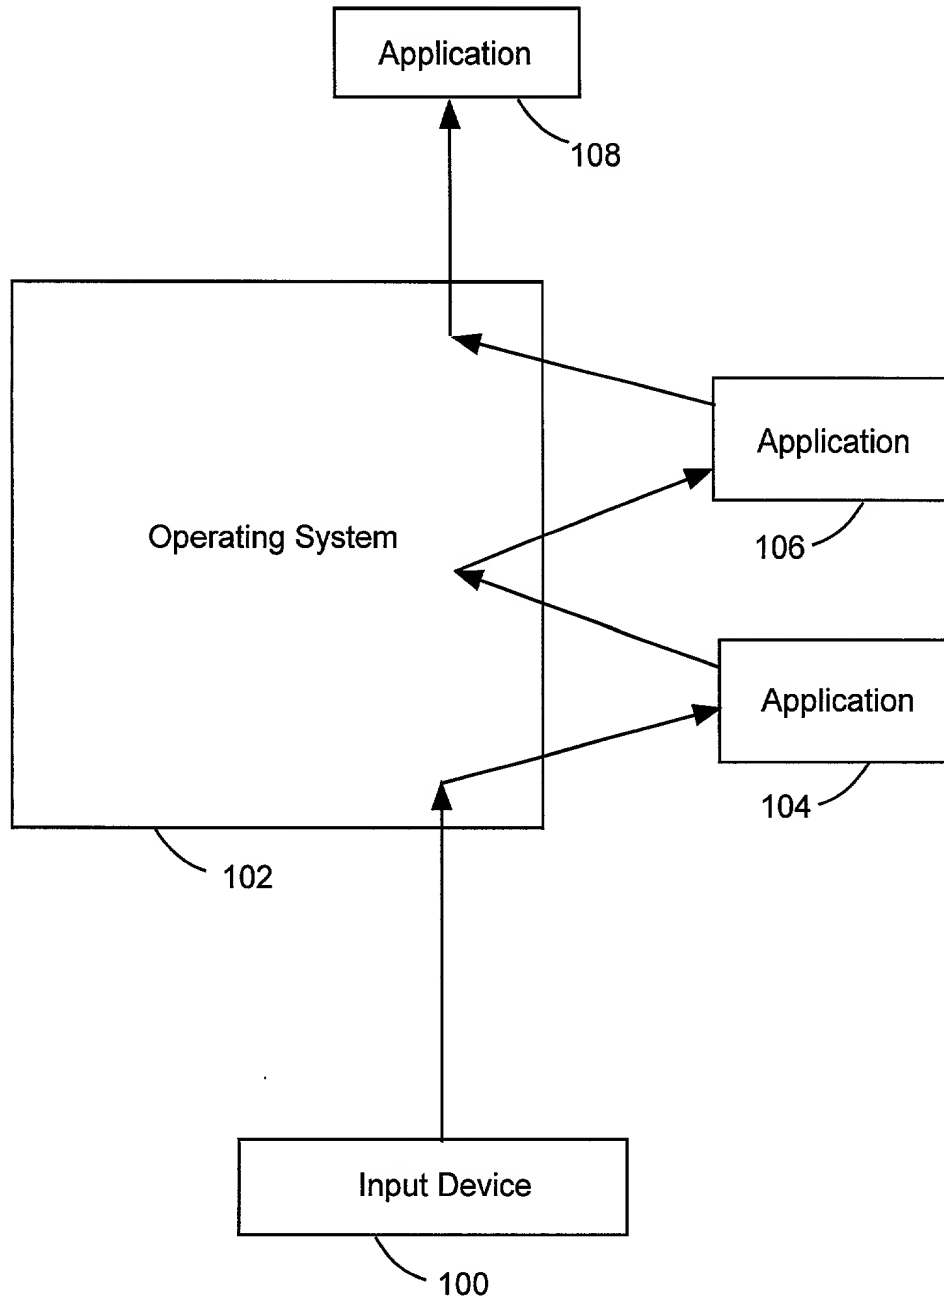 Application
108
Application
106
Operating System
Application
104
102
Input Device
100